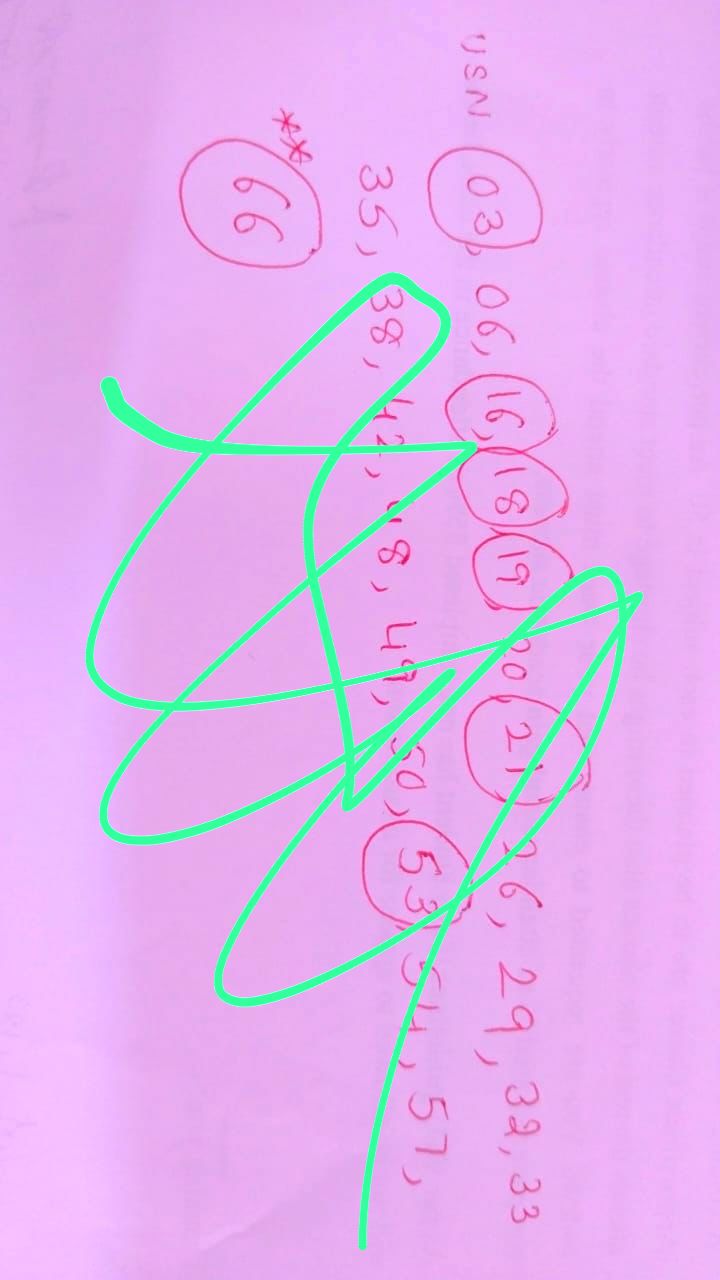 USN 03, 06, 16, 18, 19, 20, 21, 26, 29, 32, 33
35, 38, 42, 48, 49, 50, 53, 54, 57,
** 66